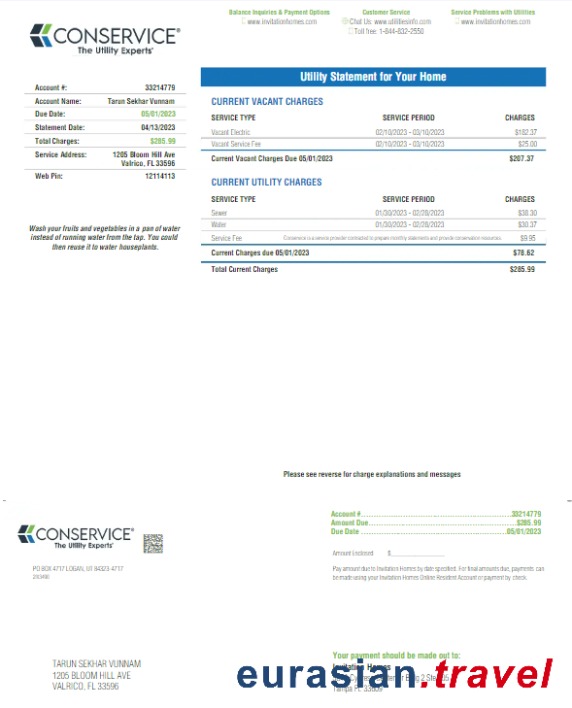 CONSERVICE®
The Utility Experts®
Balance Inquiries & Payment Options
www.invitationhomes.com
Customer Service
Chat Us: www.utilitiesinfo.com
Toll free: 1-844-832-2550
Service Problems with Utilities
www.invitationhomes.com
Account #: 33214779
Account Name: Tarun Sekhar Vunnam
Due Date: 05/01/2023
Statement Date: 04/13/2023
Total Charges: $285.99
Service Address: 1205 Bloom Hill Ave
Valrico, FL 33596
Web Pin: 12114113
Wash your fruits and vegetables in a pan of water
instead of running water from the tap. You could
then reuse it to water houseplants.
Utility Statement for Your Home
CURRENT VACANT CHARGES
SERVICE TYPE SERVICE PERIOD CHARGES
Vacant Electric 02/10/2023 - 03/10/2023 $182.37
Vacant Service Fee 02/10/2023 - 03/10/2023 $25.00
Current Vacant Charges Due 05/01/2023 $207.37
CURRENT UTILITY CHARGES
SERVICE TYPE SERVICE PERIOD CHARGES
Sewer 01/30/2023 - 02/28/2023 $38.30
Water 01/30/2023 - 02/28/2023 $30.37
Service Fee Conservice is a service provider contracted to prepare monthly statements and provide conservation resources. $9.95
Current Charges due 05/01/2023 $78.62
Total Current Charges $285.99
Please see reverse for charge explanations and messages
CONSERVICE®
The Utility Experts®
PO BOX 4717 LOGAN, UT 84323-4717
Account # 33214779
Amount Due $285.99
Due Date 05/01/2023
Amount Enclosed $
Pay amount due to Invitation Homes by date specified. For final amounts due, payments can
be made using your Invitation Homes Online Resident Account or payment by check.
TARUN SEKHAR VUNNAM
1205 BLOOM HILL AVE
VALRICO, FL 33596
Your payment should be made out to:
Invitation Homes
Tampa FL 33609
eurasian.travel